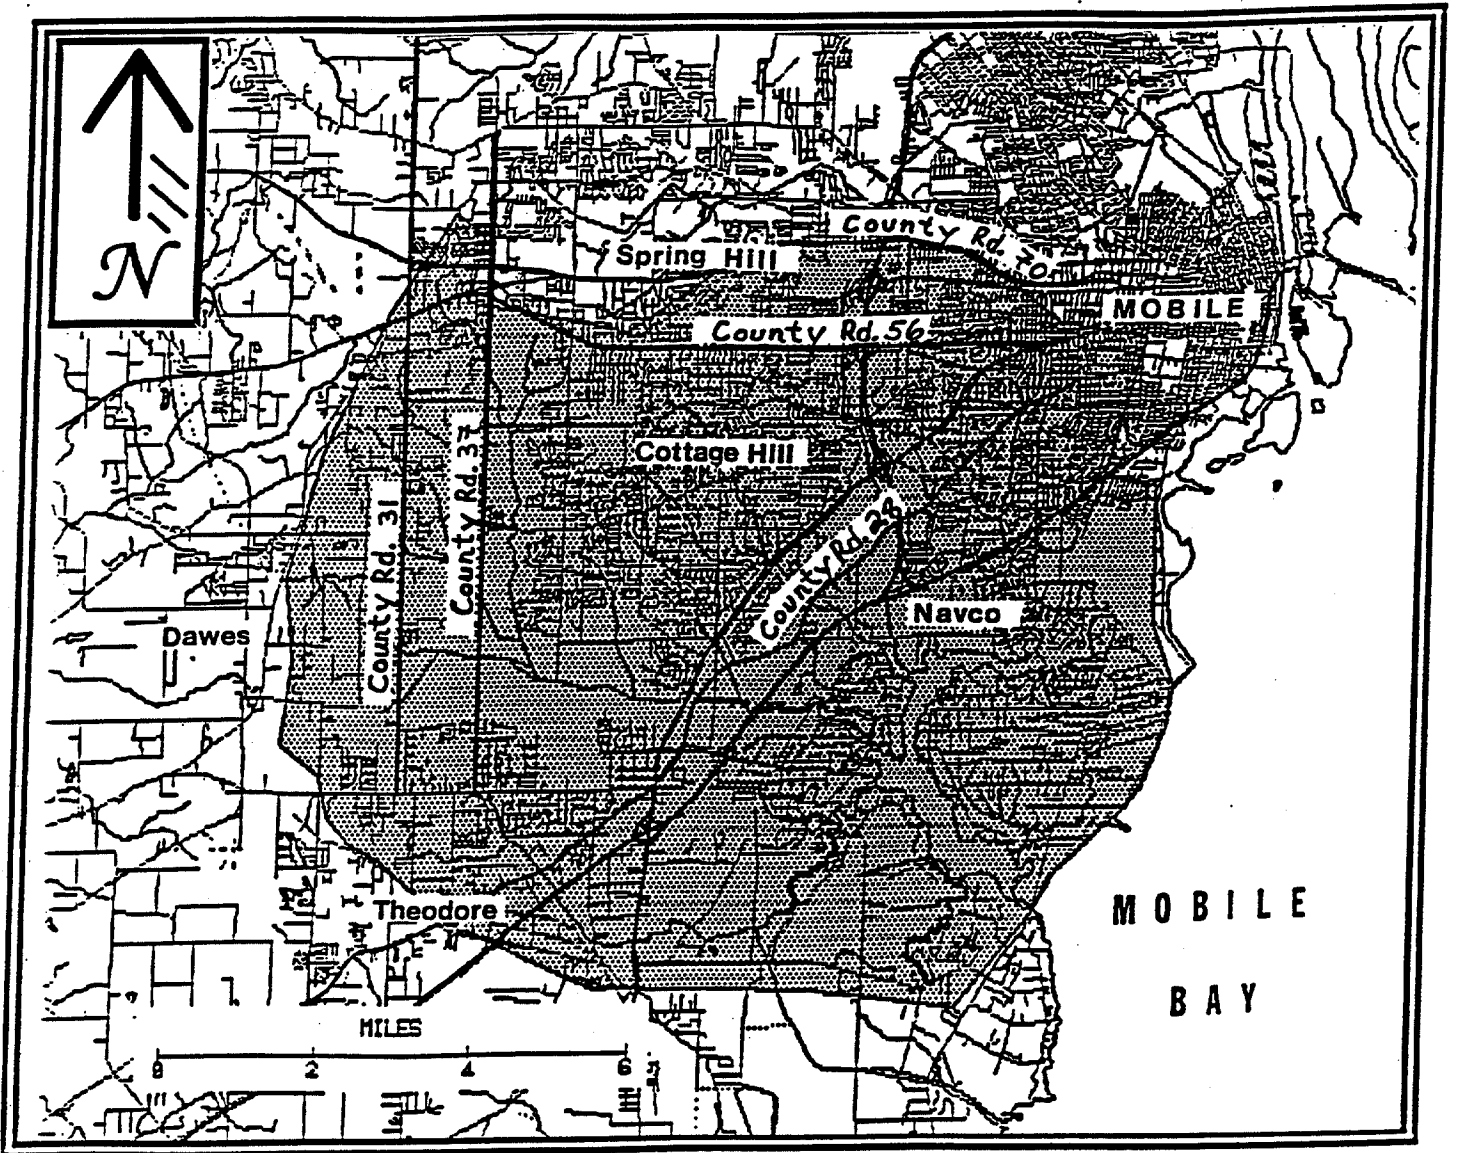 N
County Rd. 70
Spring Hill
MOBILE
County Rd. 56
County Rd. 37
Cottage Hill
County Rd. 31
County Rd. 28
Navco
Dawes
Theodore
MOBILE
BAY
MILES
0 2 4 6